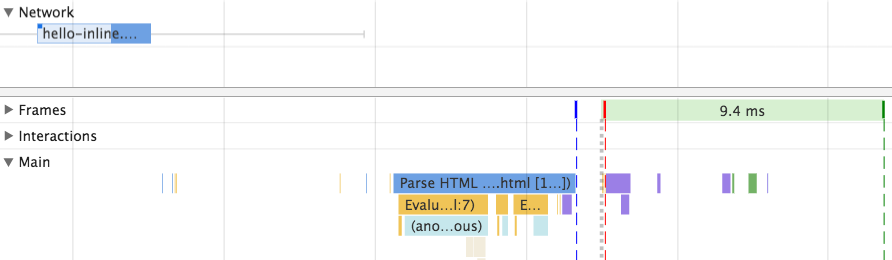 Network
hello-inline....
Frames
9.4 ms
Interactions
Main
Parse HTML ....html [1...])
Evalu...l:7)
E...
(ano...ous)